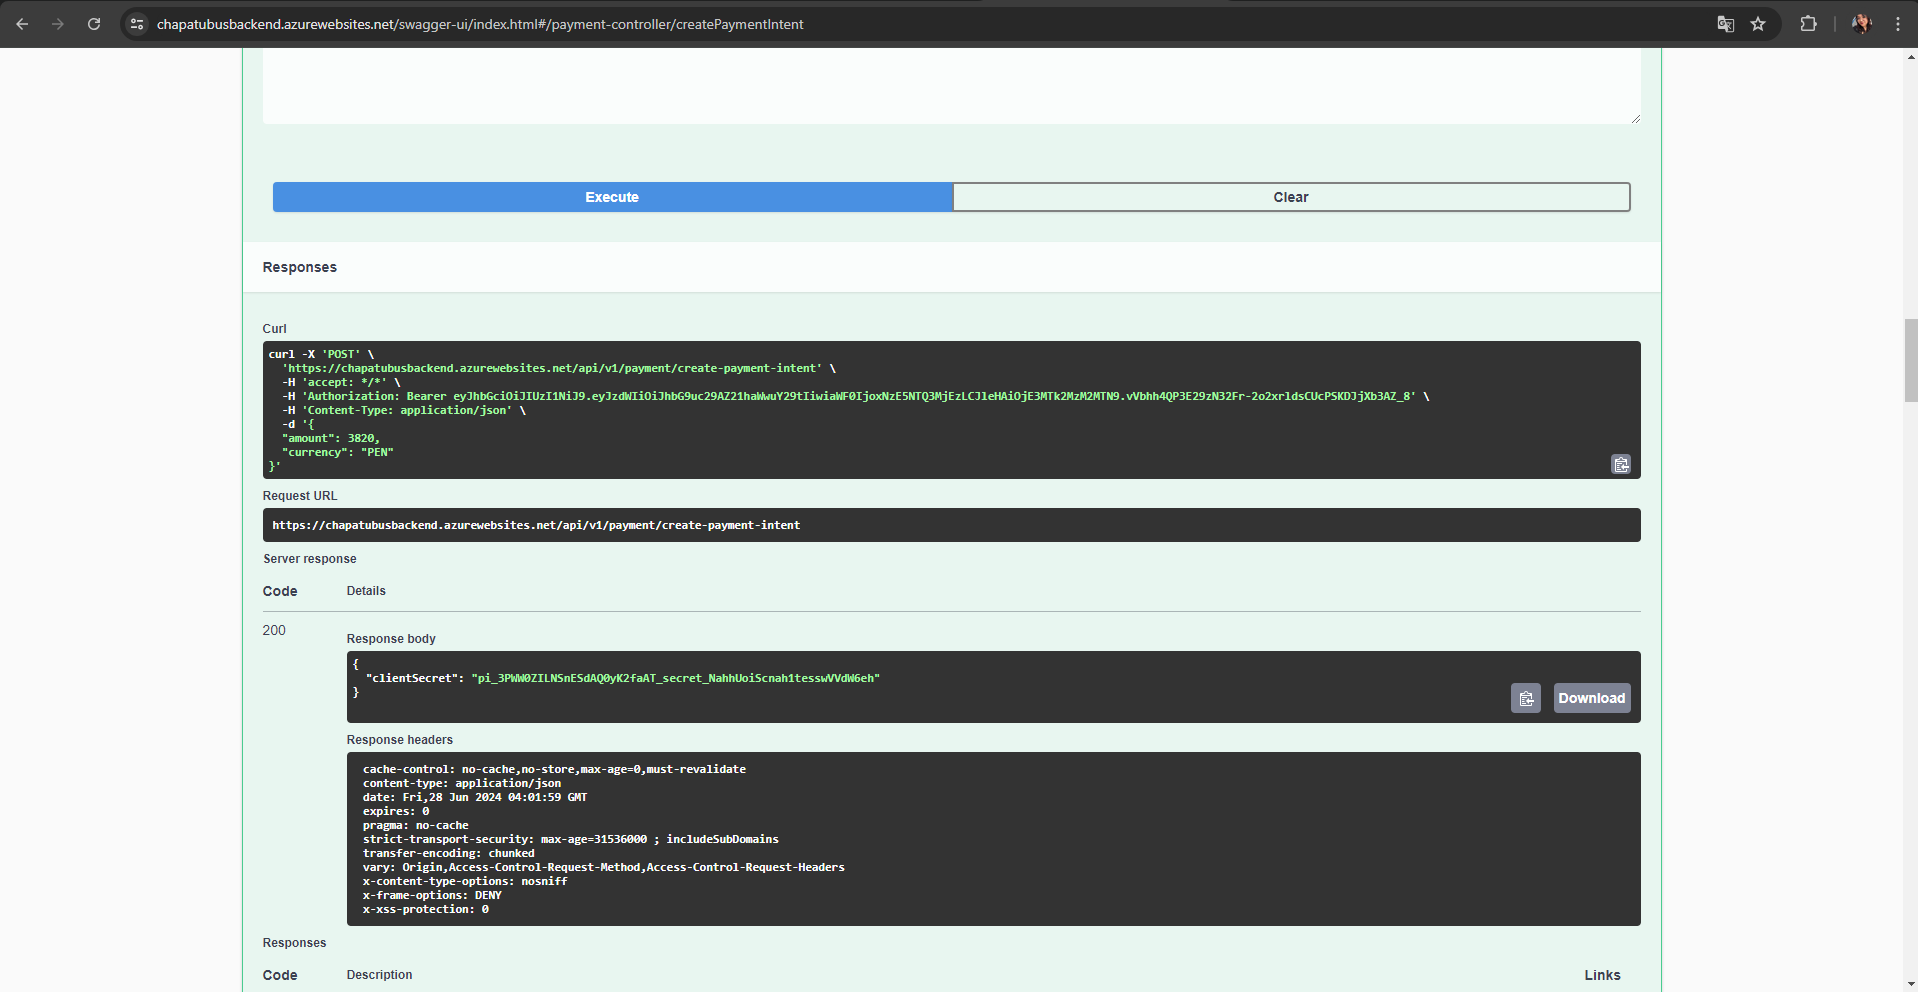 chapatubusbackend.azurewebsites.net/swagger-ui/index.html#/payment-controller/createPaymentIntent
Execute
Clear
Responses
Curl
curl -X 'POST' \
'https://chapatubusbackend.azurewebsites.net/api/v1/payment/create-payment-intent' \
-H 'accept: */*' \
-H 'Authorization: Bearer eyJhbGciOiJIUzI1NiJ9.eyJzdWIiOiJhbG9uc29AZ21haWwuY29tIiwiaWF0IjoxNzE5NTQ3MjEzLCJleHAiOjE3MTk2MzM2MTN9.vVbhh4QP3E29zN32Fr-2o2xrldsCUcPSKDJjXb3AZ_8' \
-H 'Content-Type: application/json' \
-d '{
"amount": 3820,
"currency": "PEN"
}'
Request URL
https://chapatubusbackend.azurewebsites.net/api/v1/payment/create-payment-intent
Server response
Code
Details
200
Response body
{
"clientSecret": "pi_3PWW0ZILNSnESdAQ0yK2faAT_secret_NahhUoiScnah1tesswVVdW6eh"
}
Download
Response headers
cache-control: no-cache,no-store,max-age=0,must-revalidate
content-type: application/json
date: Fri,28 Jun 2024 04:01:59 GMT
expires: 0
pragma: no-cache
strict-transport-security: max-age=31536000 ; includeSubDomains
transfer-encoding: chunked
vary: Origin,Access-Control-Request-Method,Access-Control-Request-Headers
x-content-type-options: nosniff
x-frame-options: DENY
x-xss-protection: 0
Responses
Code
Description
Links